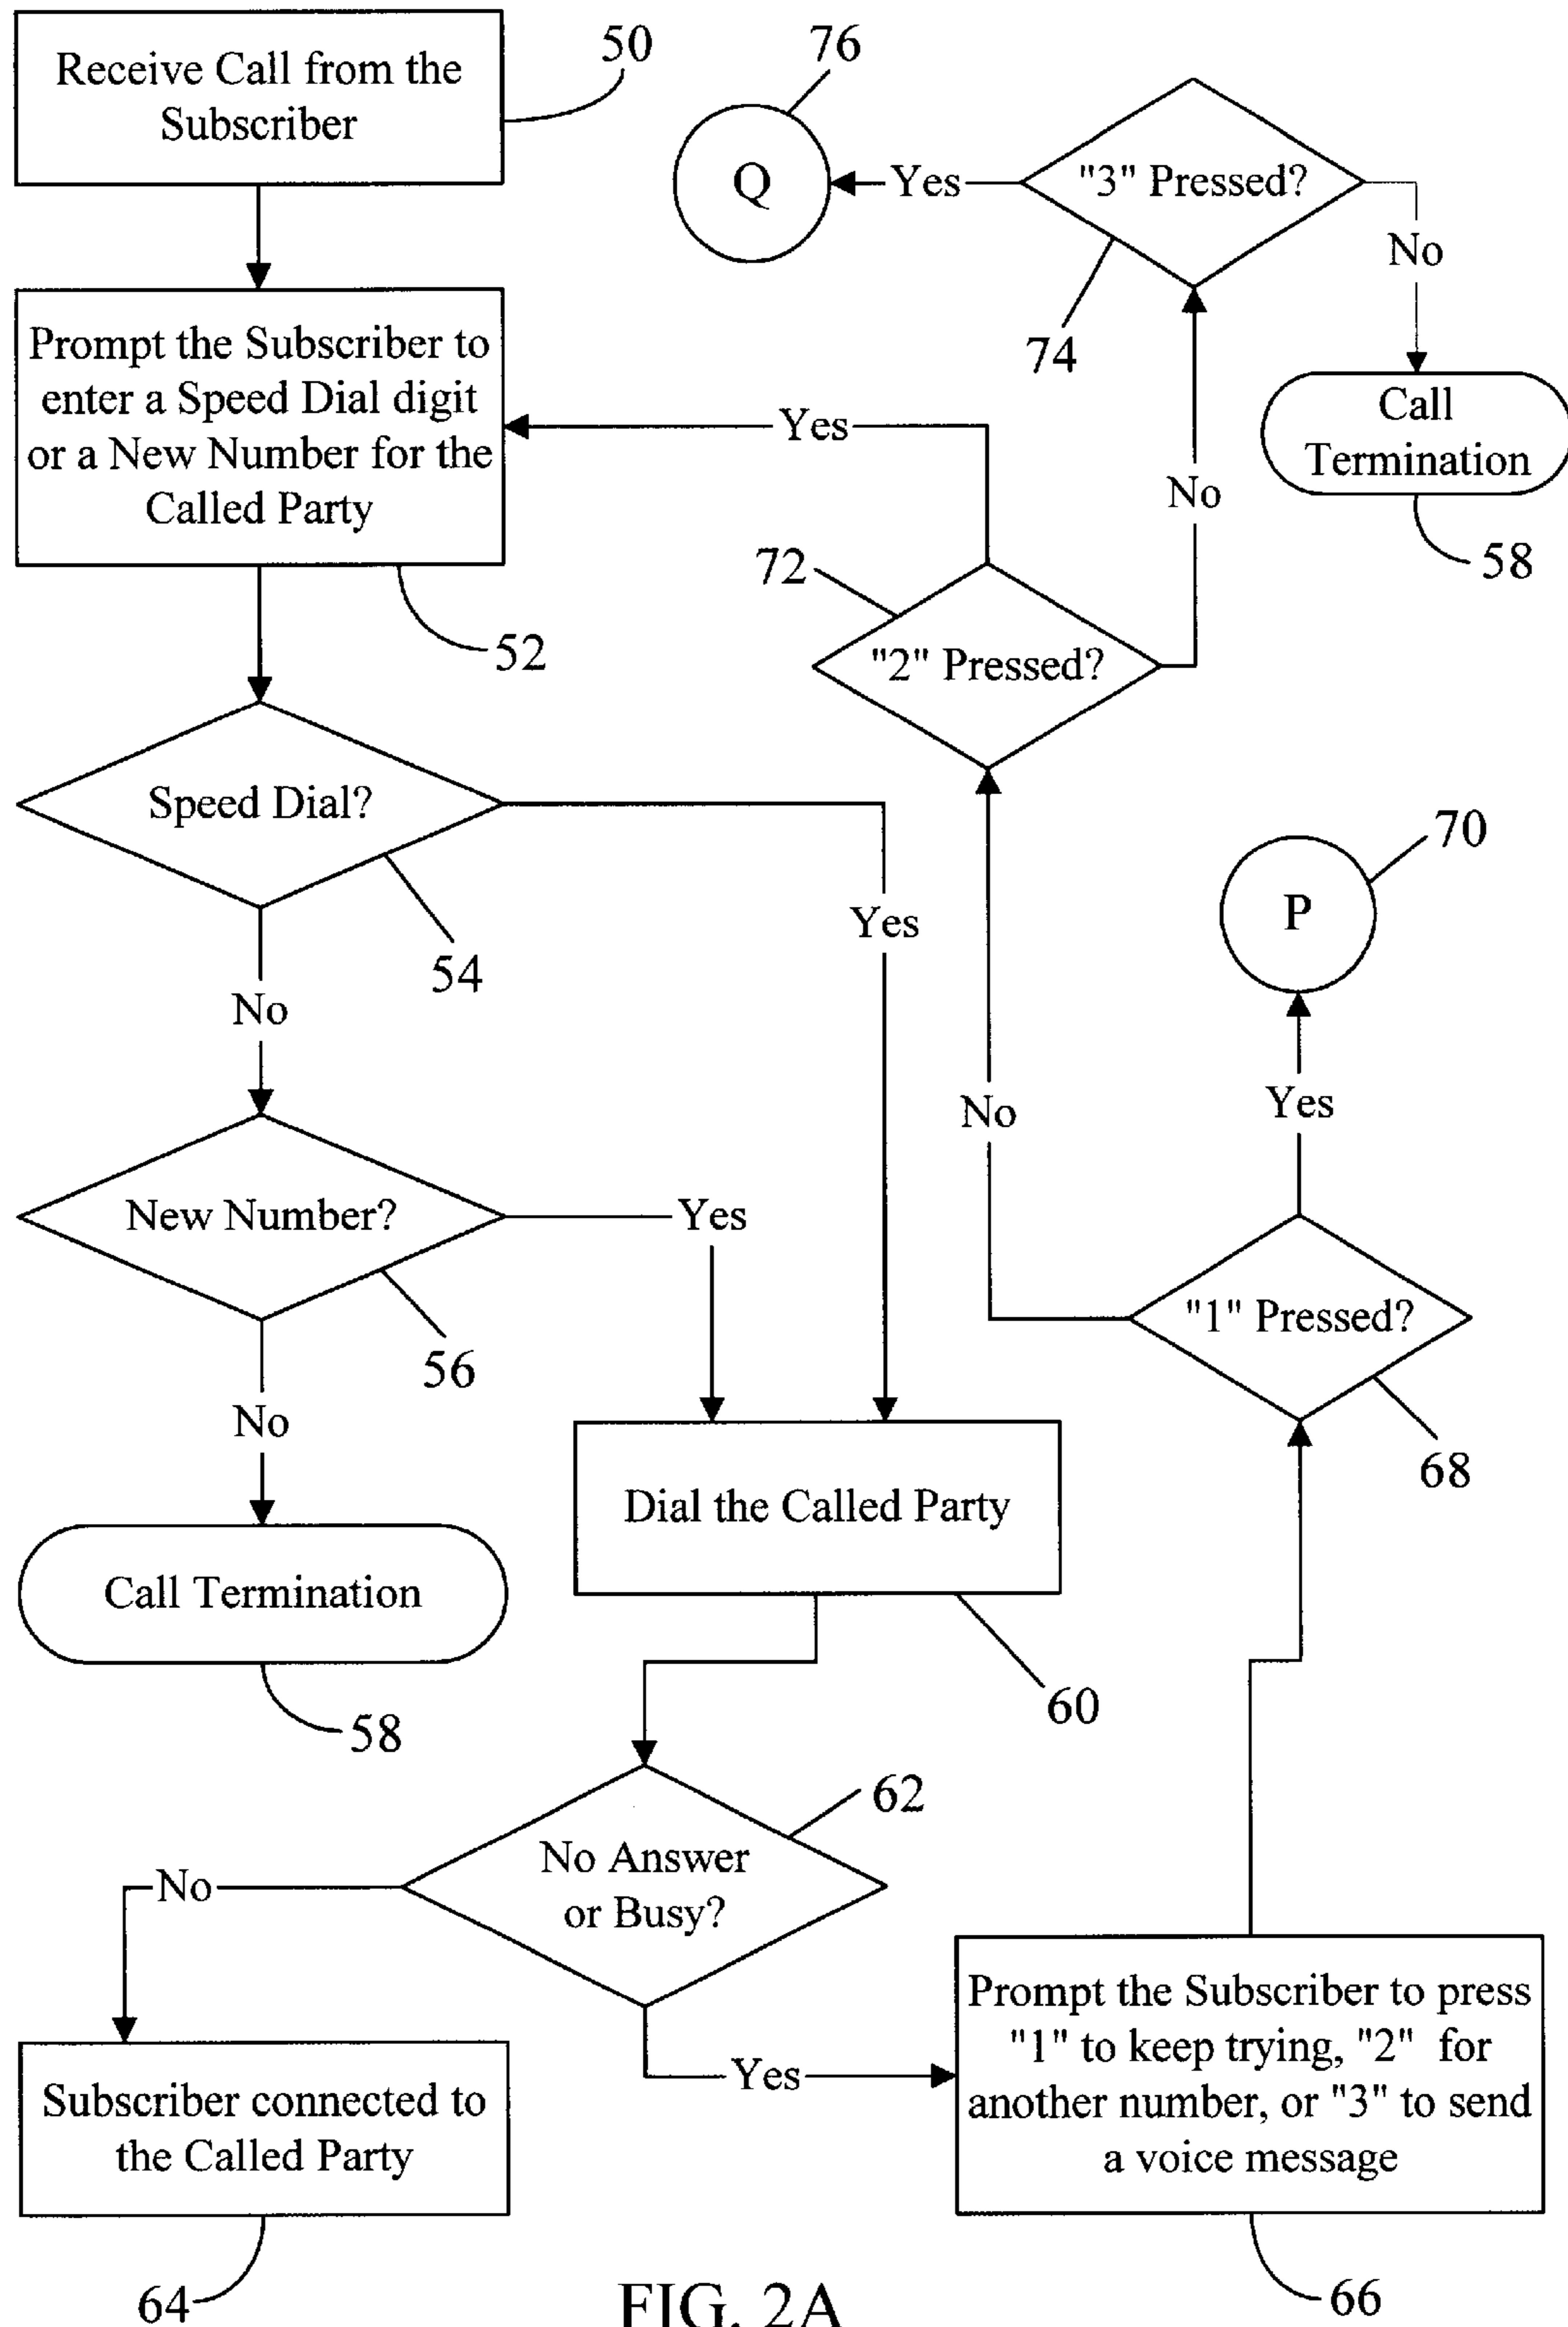 Receive Call from the
Subscriber
50
Prompt the Subscriber to
enter a Speed Dial digit
or a New Number for the
Called Party
52
Speed Dial?
54
Yes
No
New Number?
56
Yes
No
Call Termination
58
Dial the Called Party
60
No Answer
or Busy?
62
No
Subscriber connected to
the Called Party
64
Yes
Prompt the Subscriber to press
"1" to keep trying, "2" for
another number, or "3" to send
a voice message
66
"1" Pressed?
68
Yes
P
70
No
"2" Pressed?
72
Yes
No
"3" Pressed?
74
Yes
Q
76
No
Call
Termination
58
FIG. 2A